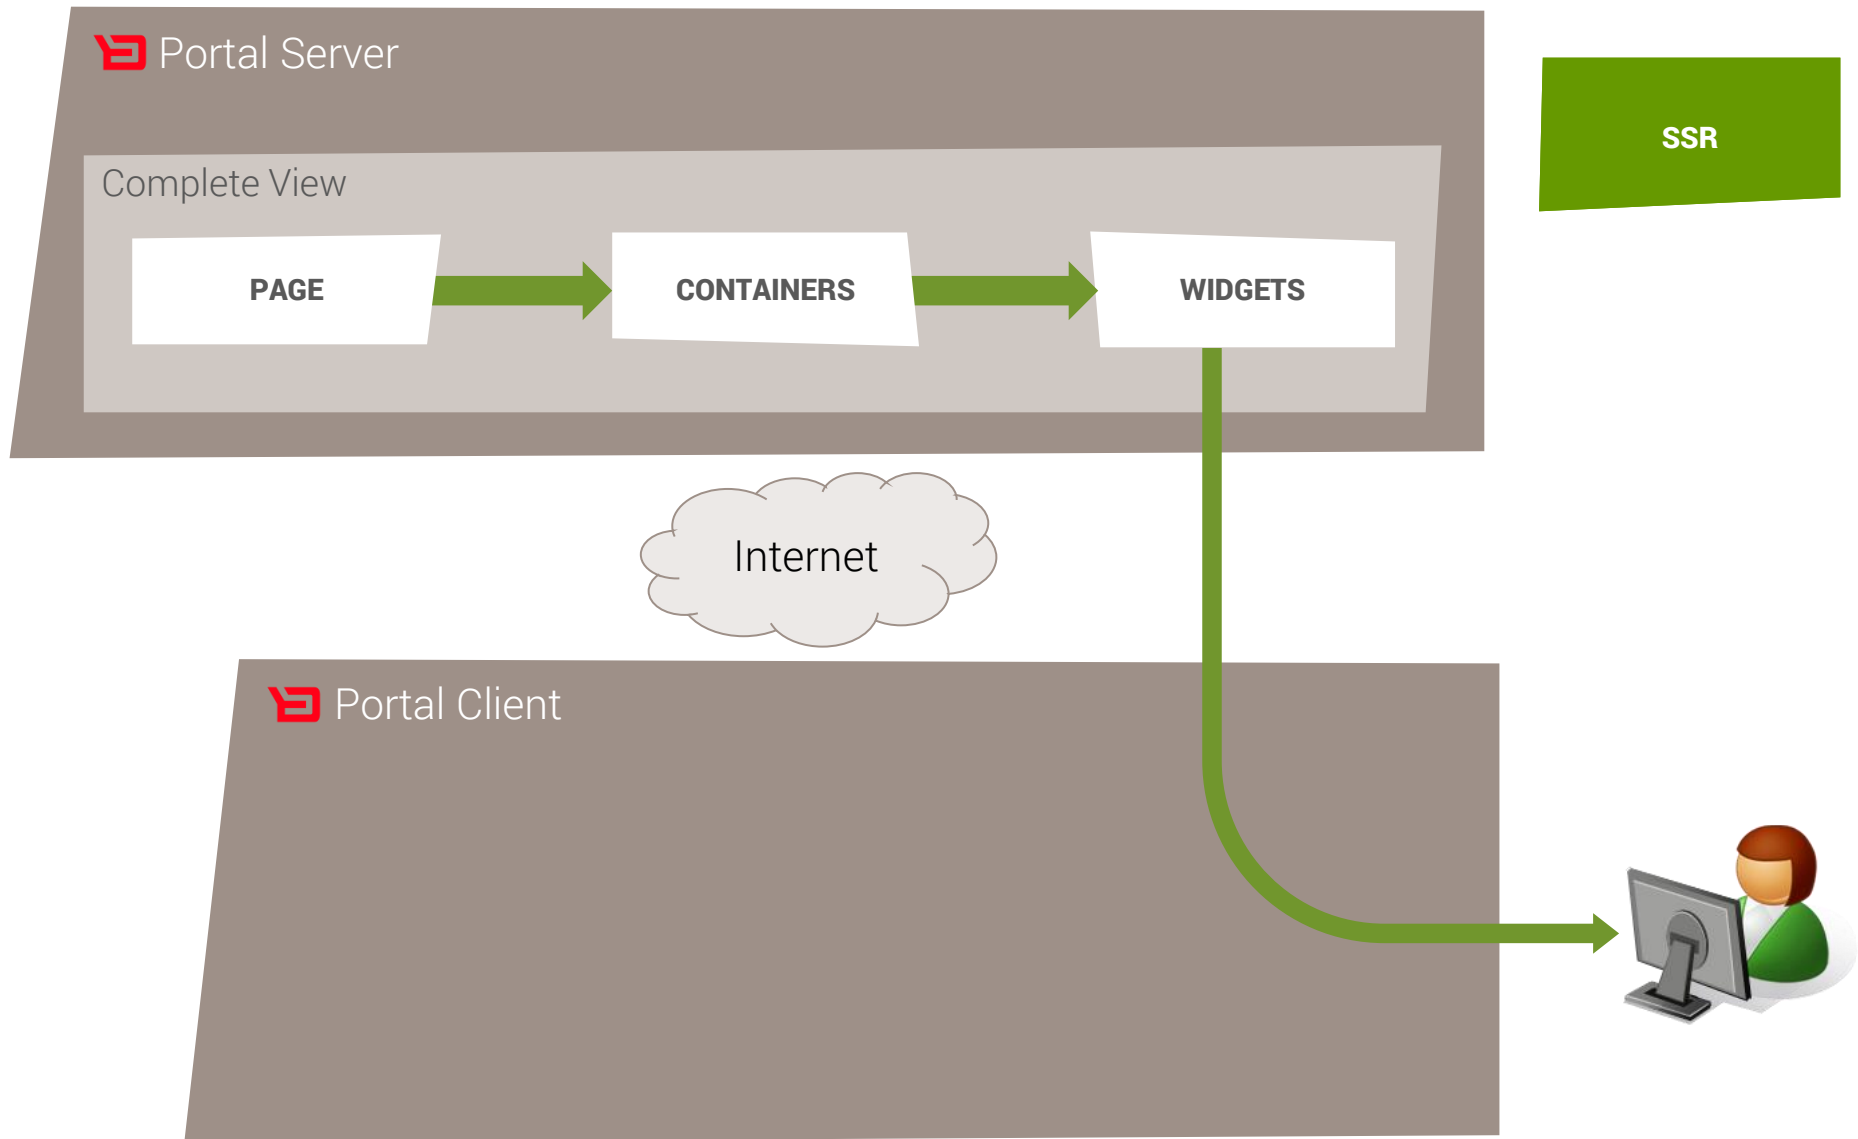 Portal Server
SSR
Complete View
PAGE
CONTAINERS
WIDGETS
Internet
Portal Client